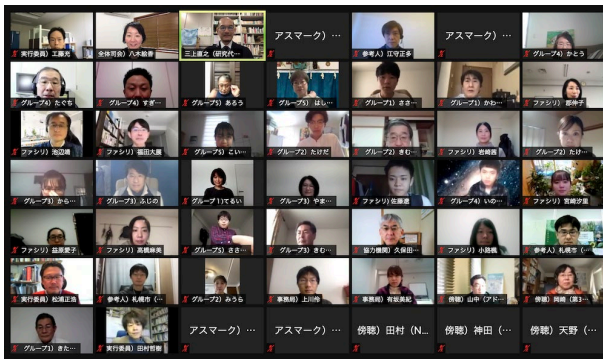 実行委員）工藤充
全体司会）八木絵香
三上直之（研究代…
アスマーク）…
参考人）江守正多
アスマーク）…
グループ4）かとう
グループ4）たぐち
グループ4）すぎ…
グループ5）あろう
グループ5）はし…
グループ1）ささ…
グループ1）かわ…
ファシリ）郡伸子
ファシリ）池辺靖
ファシリ）福田大展
グループ5）こい…
グループ2）たけだ
グループ2）きむ…
ファシリ）岩崎茜
グループ2）たけ…
グループ3）から…
グループ3）ふじの
グループ1)てるい
グループ3）やま…
ファシリ)佐藤遼
グループ4）いの…
ファシリ）宮崎沙里
ファシリ）益原愛子
ファシリ）高橋麻美
グループ5）ささ…
グループ3）きむ…
協力機関）久保田…
ファシリ）小路楓
参考人）札幌市（…
実行委員）松浦正浩
参考人）札幌市（…
グループ2）みうら
事務局）上川伶
事務局）有坂美紀
傍聴）山中（アド…
傍聴）岡崎（第3…
グループ1）きた…
実行委員）田村哲樹
アスマーク）…
アスマーク）…
傍聴）田村（N…
傍聴）神田（…
傍聴）天野（…